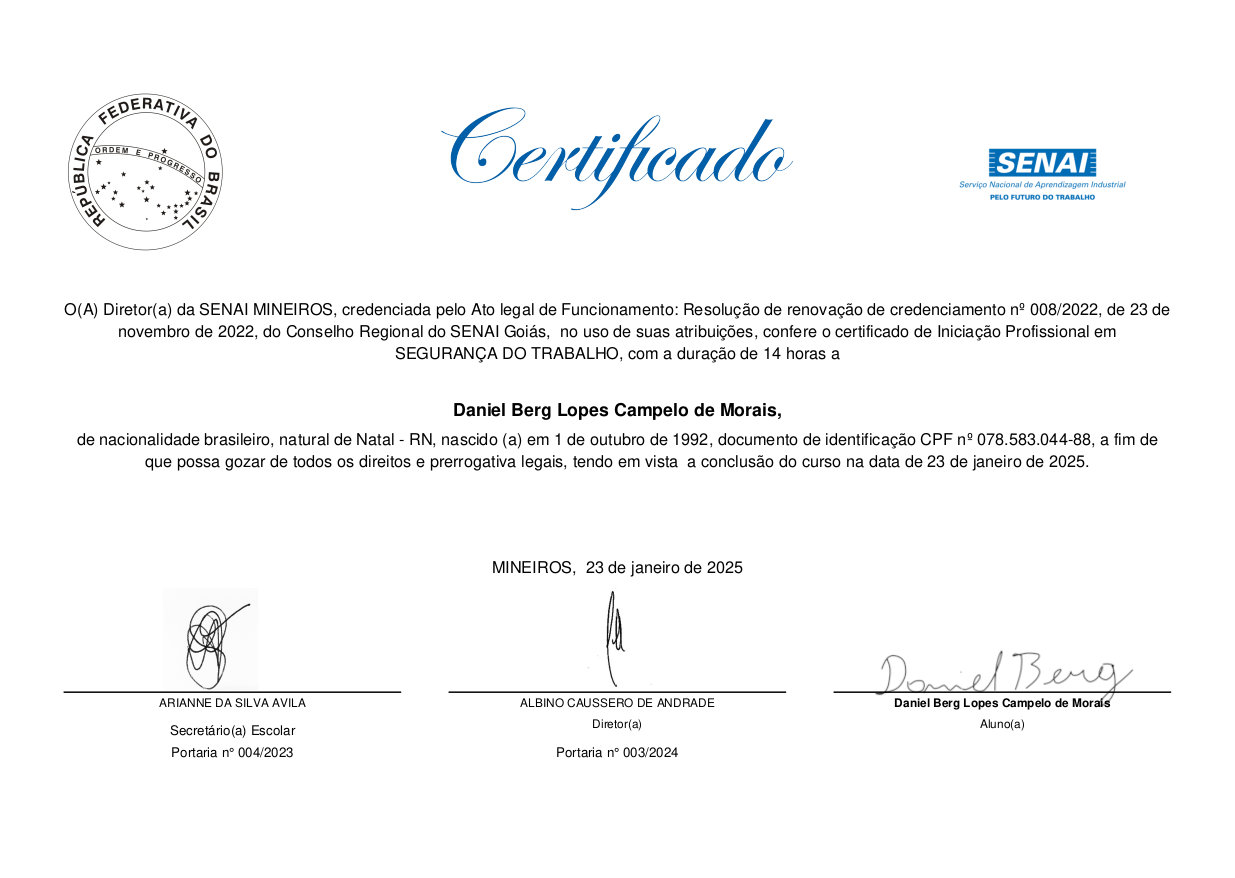 REPÚBLICA FEDERATIVA DO BRASIL
ORDEM E PROGRESSO
Certificado
SENAI
Serviço Nacional de Aprendizagem Industrial
PELO FUTURO DO TRABALHO
O(A) Diretor(a) da SENAI MINEIROS, credenciada pelo Ato legal de Funcionamento: Resolução de renovação de credenciamento nº 008/2022, de 23 de
novembro de 2022, do Conselho Regional do SENAI Goiás, no uso de suas atribuições, confere o certificado de Iniciação Profissional em
SEGURANÇA DO TRABALHO, com a duração de 14 horas a
Daniel Berg Lopes Campelo de Morais,
de nacionalidade brasileiro, natural de Natal - RN, nascido (a) em 1 de outubro de 1992, documento de identificação CPF nº 078.583.044-88, a fim de
que possa gozar de todos os direitos e prerrogativa legais, tendo em vista a conclusão do curso na data de 23 de janeiro de 2025.
MINEIROS, 23 de janeiro de 2025
Daniel Berg
ARIANNE DA SILVA AVILA
Secretário(a) Escolar
Portaria n° 004/2023
ALBINO CAUSSERO DE ANDRADE
Diretor(a)
Portaria n° 003/2024
Daniel Berg Lopes Campelo de Morais
Aluno(a)